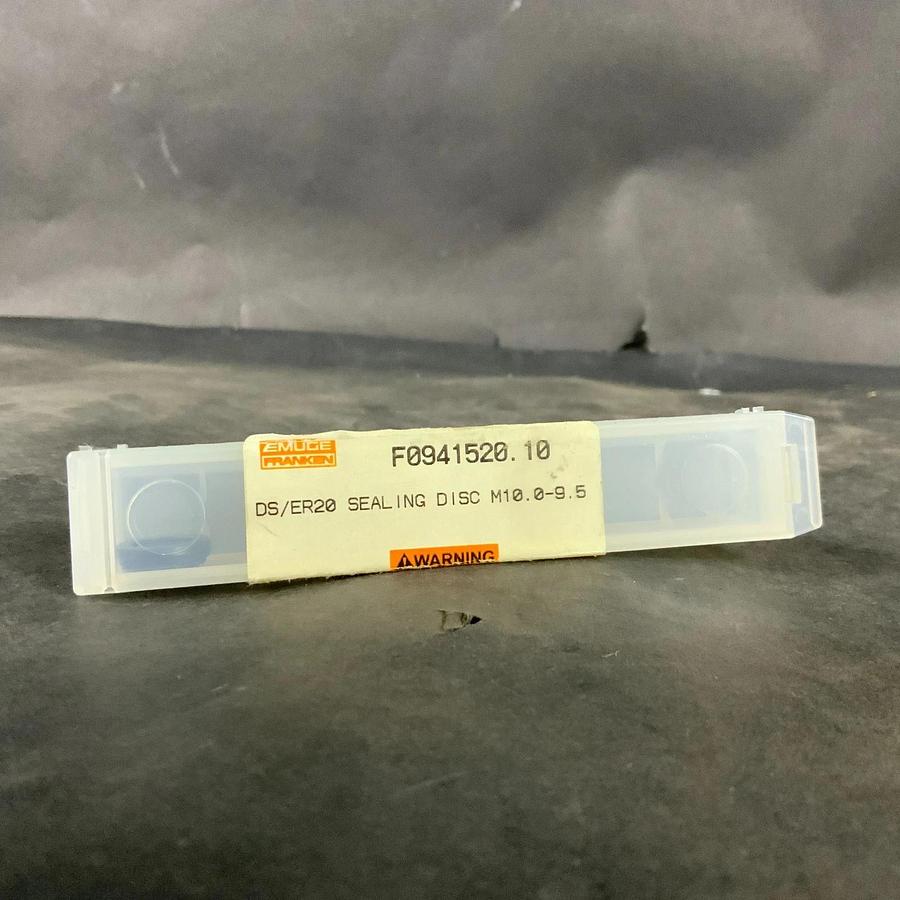 EMUGE
FRANKEN
F0941520.10
DS/ER20 SEALING DISC M10.0-9.5
WARNING